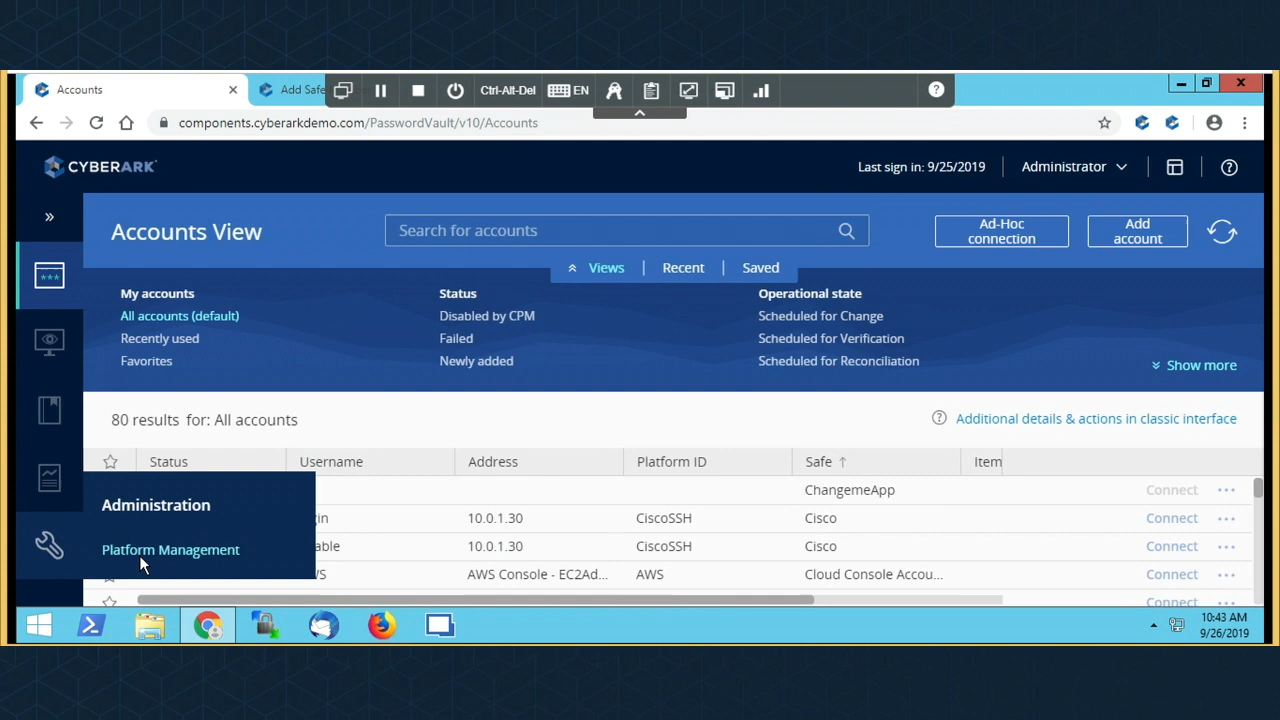 Accounts
Add Safe
Ctrl-Alt-Del
EN
components.cyberarkdemo.com/PasswordVault/v10/Accounts
CYBERARK
Last sign in: 9/25/2019
Administrator
Accounts View
Search for accounts
Ad-Hoc
connection
Add
account
Views
Recent
Saved
My accounts
Status
Operational state
All accounts (default)
Disabled by CPM
Scheduled for Change
Recently used
Failed
Scheduled for Verification
Favorites
Newly added
Scheduled for Reconciliation
Show more
80 results for: All accounts
Additional details & actions in classic interface
Status
Username
Address
Platform ID
Safe
Item
Administration
Platform Management
ChangemeApp
Connect
10.0.1.30
CiscoSSH
Cisco
Connect
10.0.1.30
CiscoSSH
Cisco
Connect
AWS Console - EC2Ad...
AWS
Cloud Console Accou...
Connect
Connect
10:43 AM
9/26/2019